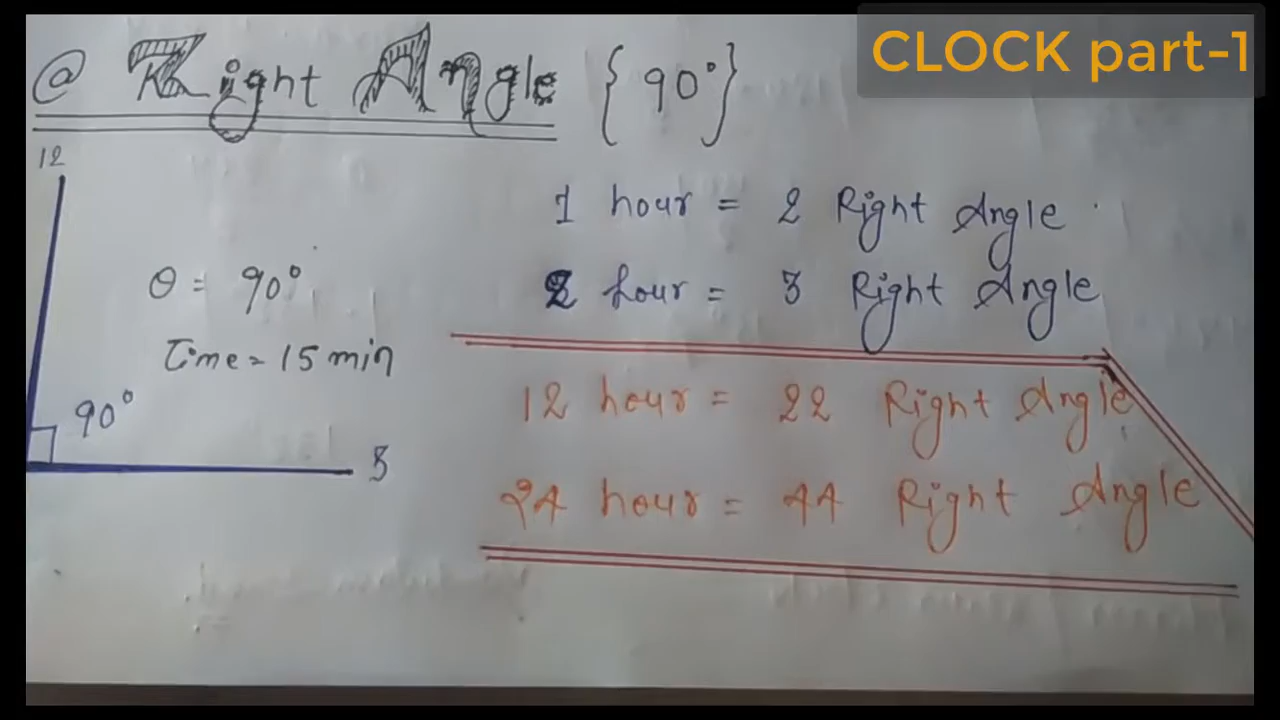 CLOCK part-1
@ Right Angle {90°}
12
1 hour = 2 Right Angle
θ = 90°
2 hour = 3 Right Angle
Time = 15 min
12 hour = 22 Right Angle
90°
3
24 hour = 44 Right Angle